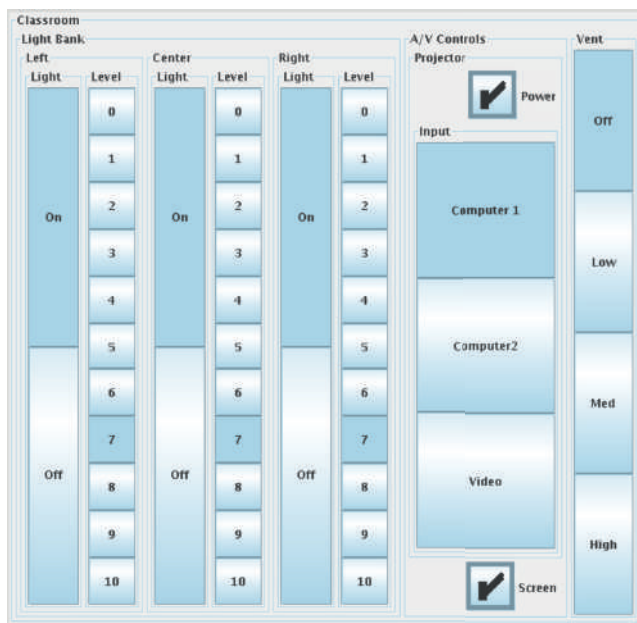 Classroom
Light Bank
A/V Controls
Vent
Left
Center
Right
Projector
Light
Level
Light
Level
Light
Level
Power
On
Off
0
1
2
3
4
5
6
7
8
9
10
On
Off
0
1
2
3
4
5
6
7
8
9
10
On
Off
0
1
2
3
4
5
6
7
8
9
10
Input
Computer 1
Computer2
Video
Screen
Off
Low
Med
High